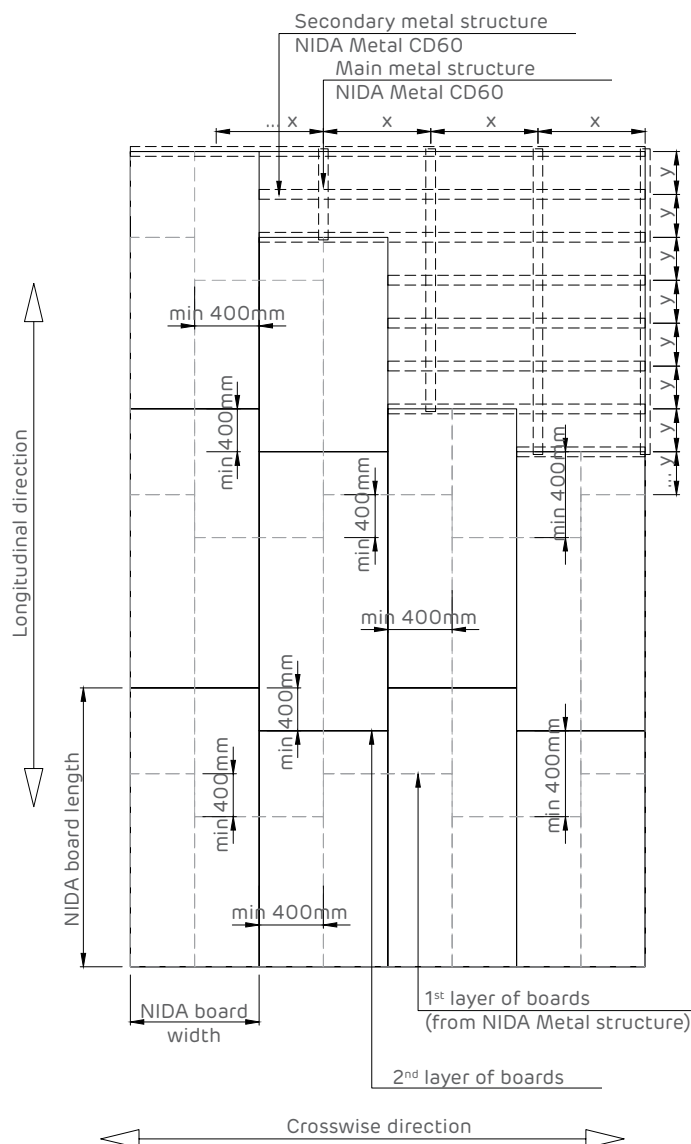 Secondary metal structure
NIDA Metal CD60
Main metal structure
NIDA Metal CD60
... x
x
x
x
y
y
y
y
y
y
y
... y
min 400mm
min 400mm
min 400mm
min 400mm
min 400mm
Longitudinal direction
min 400mm
min 400mm
min 400mm
NIDA board length
min 400mm
1st layer of boards
(from NIDA Metal structure)
NIDA board
width
2nd layer of boards
Crosswise direction